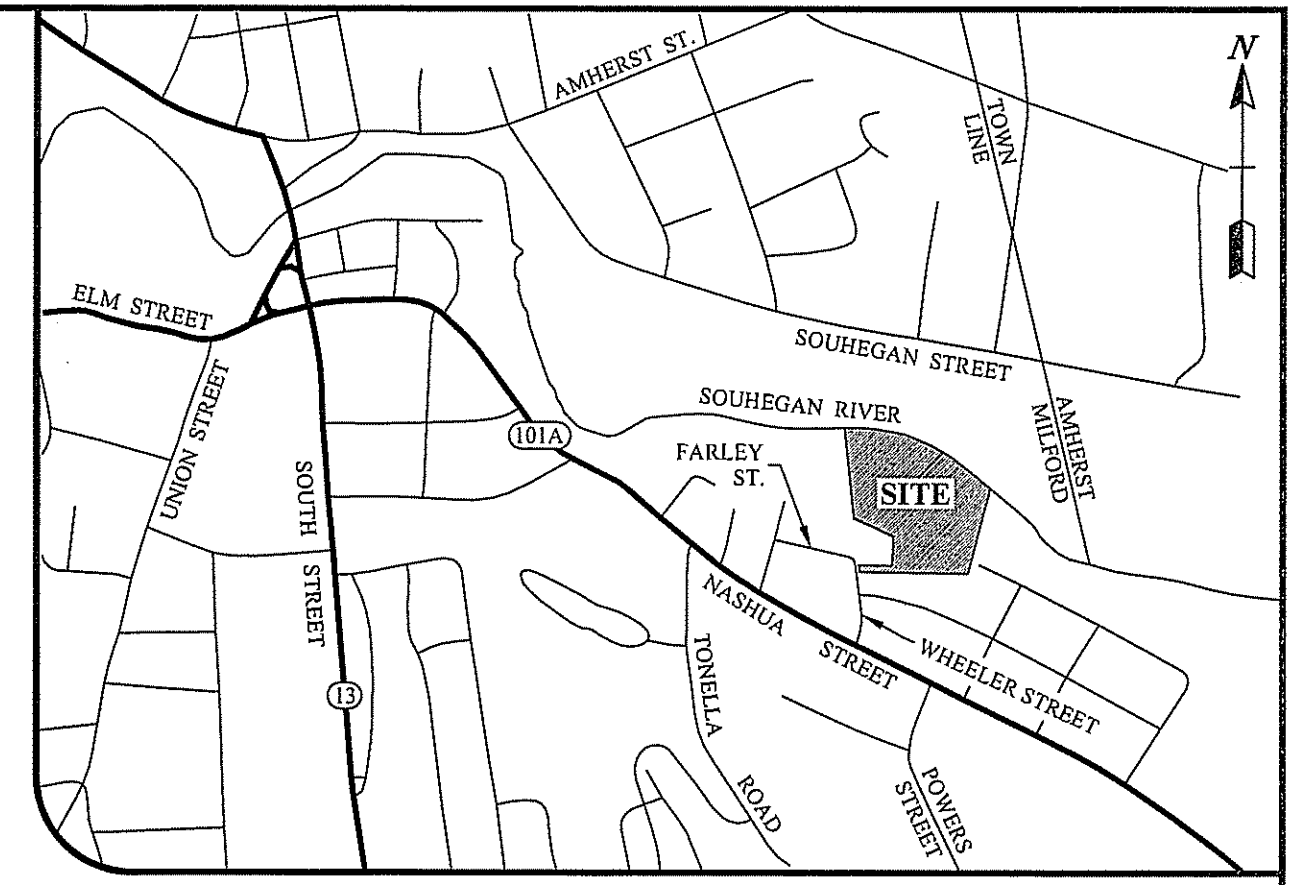 N
AMHERST ST.
TOWN
LINE
ELM STREET
SOUHEGAN STREET
UNION STREET
SOUHEGAN RIVER
AMHERST
MILFORD
101A
FARLEY
ST.
SITE
SOUTH
STREET
NASHUA
STREET
WHEELER STREET
TONELLA
ROAD
13
POWERS
STREET